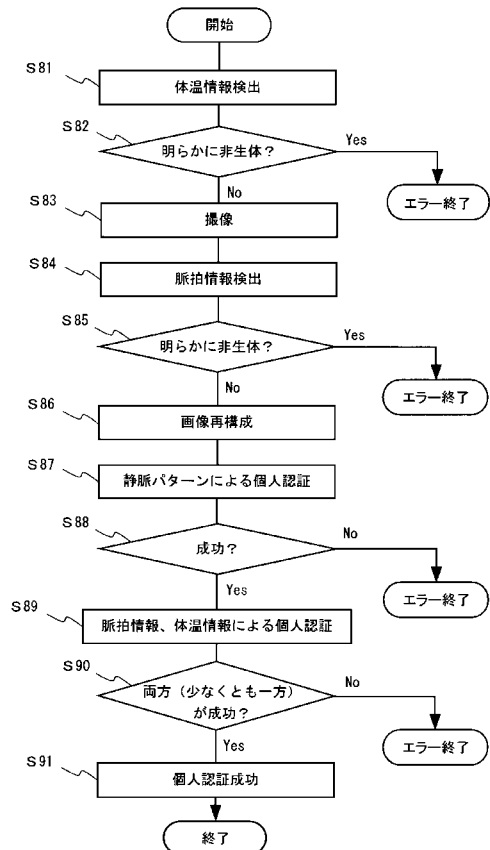 開始
S81
体温情報検出
S82
明らかに非生体?
Yes
エラー終了
No
S83
撮像
S84
脈拍情報検出
S85
明らかに非生体?
Yes
エラー終了
No
S86
画像再構成
S87
静脈パターンによる個人認証
S88
成功?
No
エラー終了
Yes
S89
脈拍情報、体温情報による個人認証
S90
両方(少なくとも一方)
が成功?
No
エラー終了
Yes
S91
個人認証成功
終了